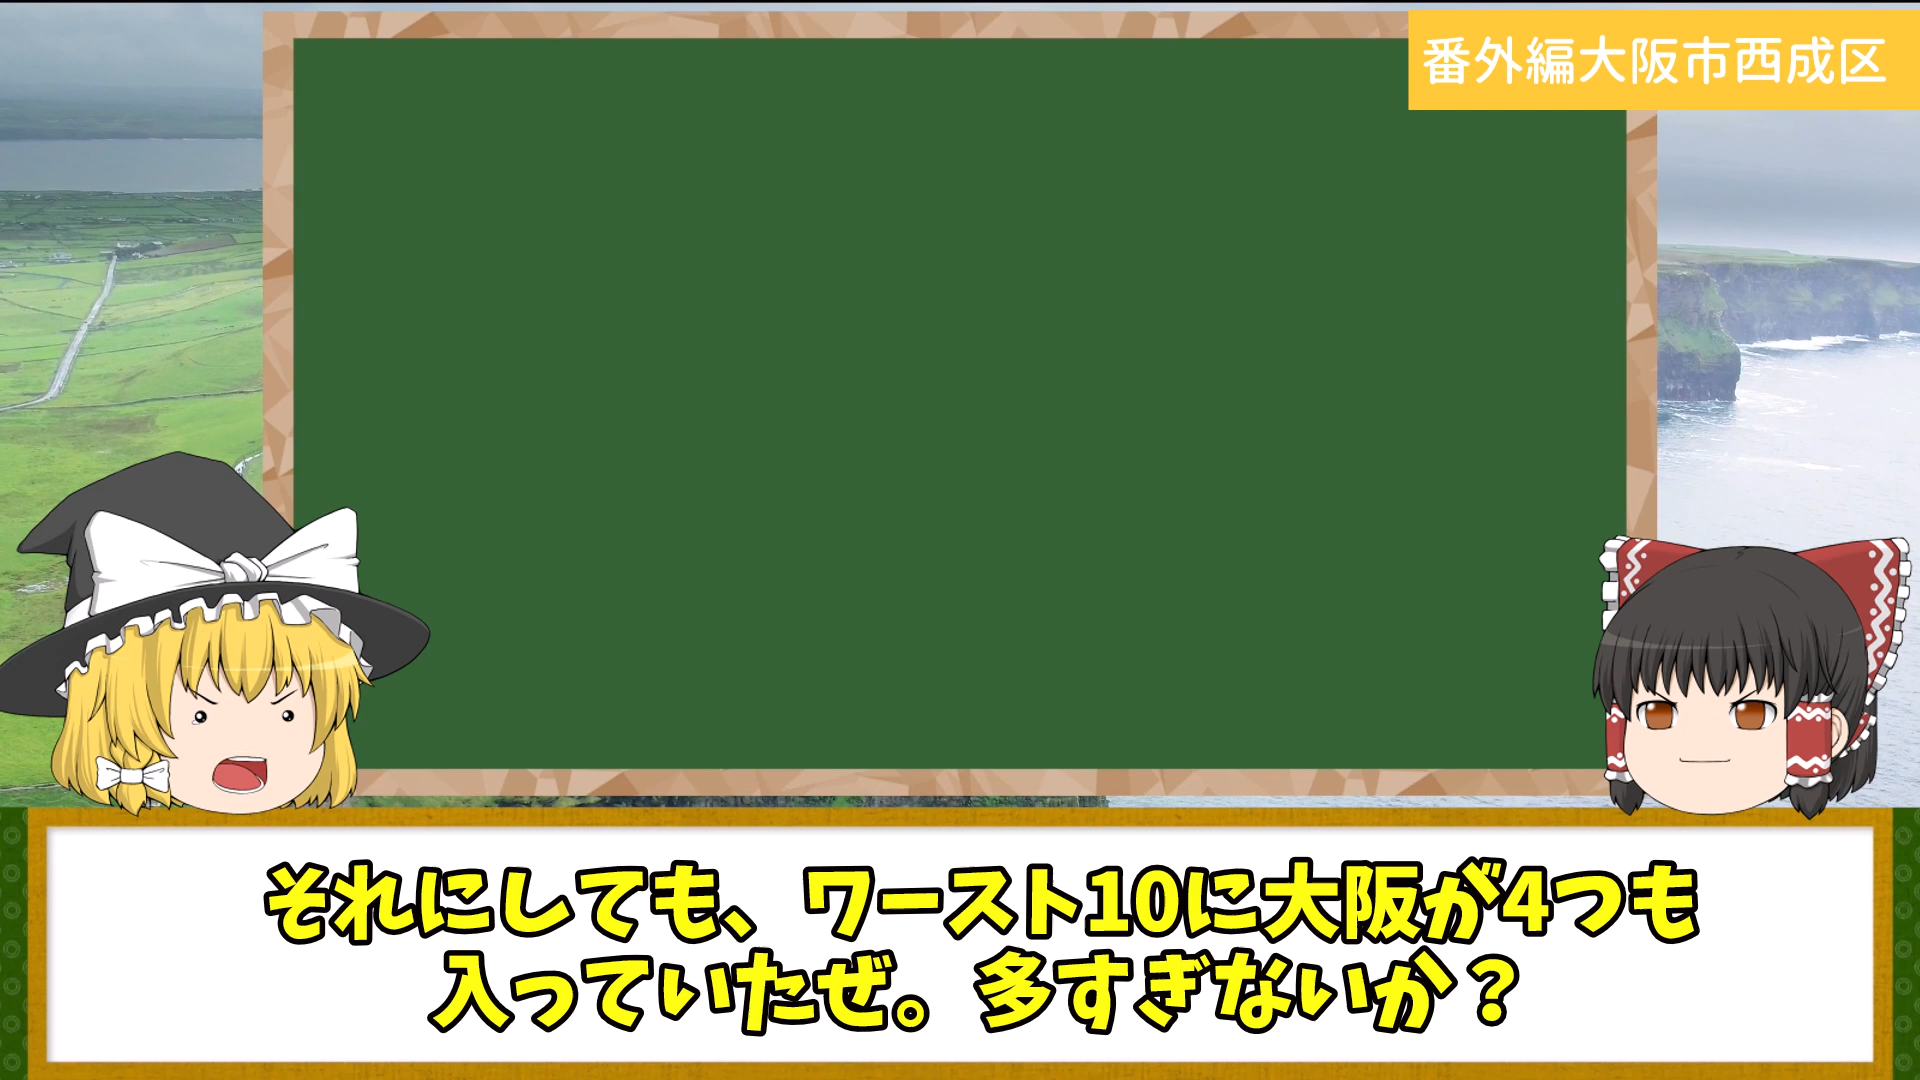 番外編大阪市西成区
それにしても、ワースト10に大阪が4つも
入っていたぜ。多すぎないか？